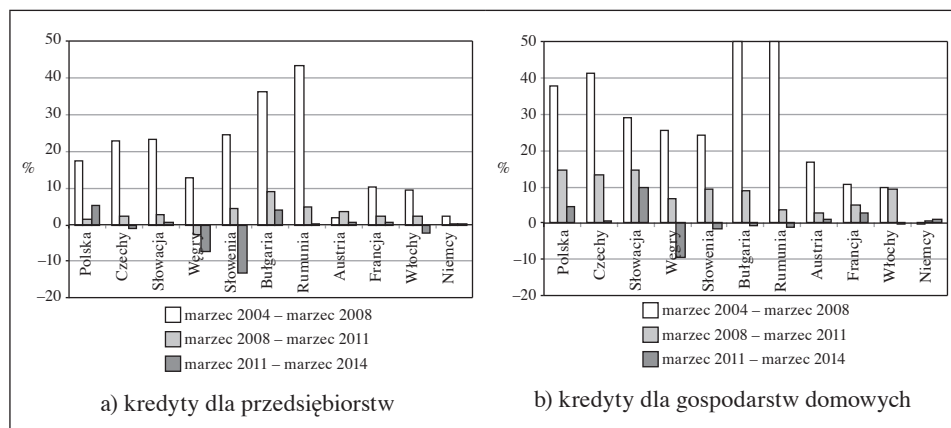 50
40
30
20
%
10
0
−10
−20
Polska
Czechy
Słowacja
Węgry
Słowenia
Bułgaria
Rumunia
Austria
Francja
Włochy
Niemcy
marzec 2004 – marzec 2008
marzec 2008 – marzec 2011
marzec 2011 – marzec 2014
a) kredyty dla przedsiębiorstw
50
40
30
%
20
10
0
−10
20
Polska
Czechy
Słowacja
Węgry
Słowenia
Bułgaria
Rumunia
Austria
Francja
Włochy
Niemcy
marzec 2004 – marzec 2008
marzec 2008 – marzec 2011
marzec 2011 – marzec 2014
b) kredyty dla gospodarstw domowych